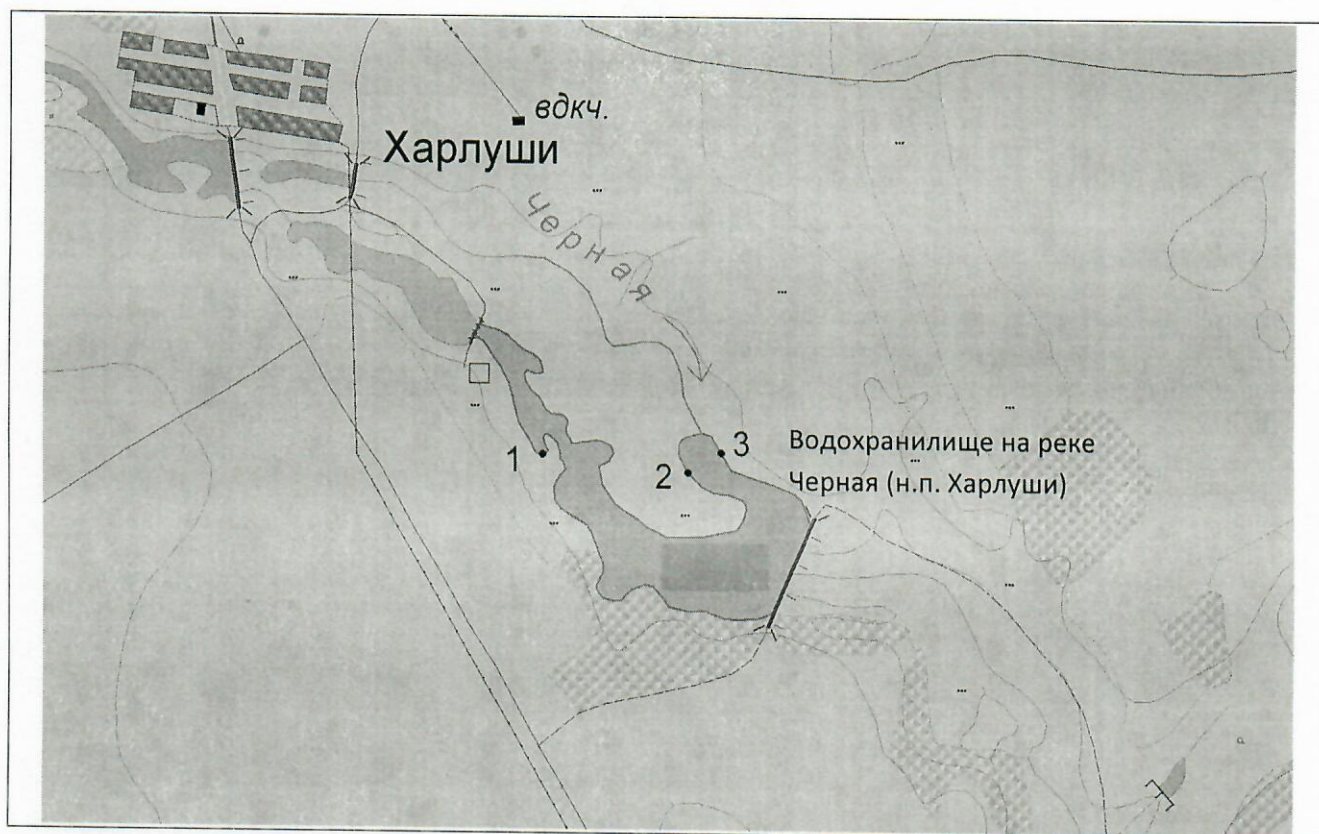 вдкч.
Харлуши
Черная
1
2
3
Водохранилище на реке
Черная (н.п. Харлуши)